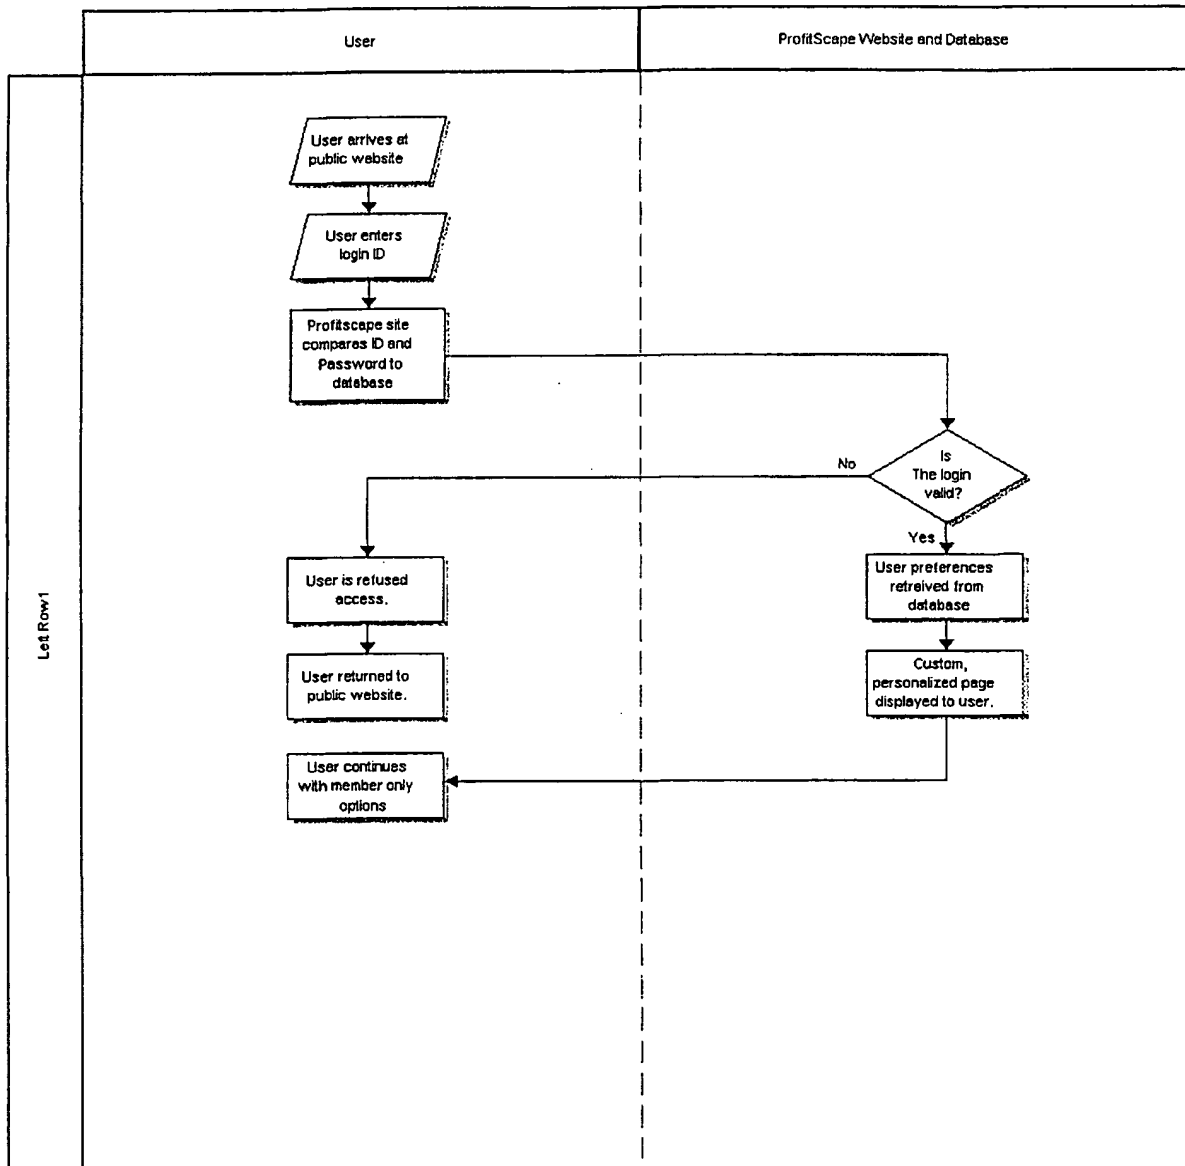 User
ProfitScape Website and Database
User arrives at
public website
User enters
login ID
Profitscape site
compares ID and
Password to
database
Is
The login
valid?
No
Yes
User is refused
access.
User preferences
retreived from
database
User returned to
public website.
Custom,
personalized page
displayed to user.
User continues
with member only
options
Left Row1